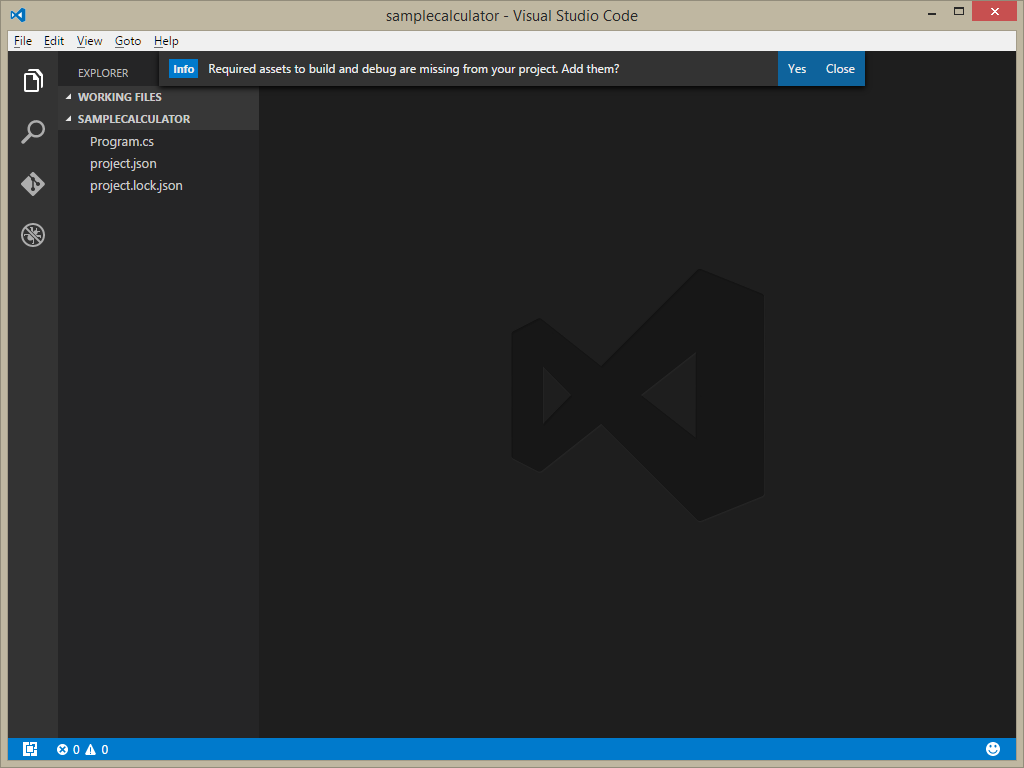 samplecalculator - Visual Studio Code
File Edit View Goto Help
EXPLORER
Info Required assets to build and debug are missing from your project. Add them? Yes Close
WORKING FILES
SAMPLECALCULATOR
Program.cs
project.json
project.lock.json
0 0